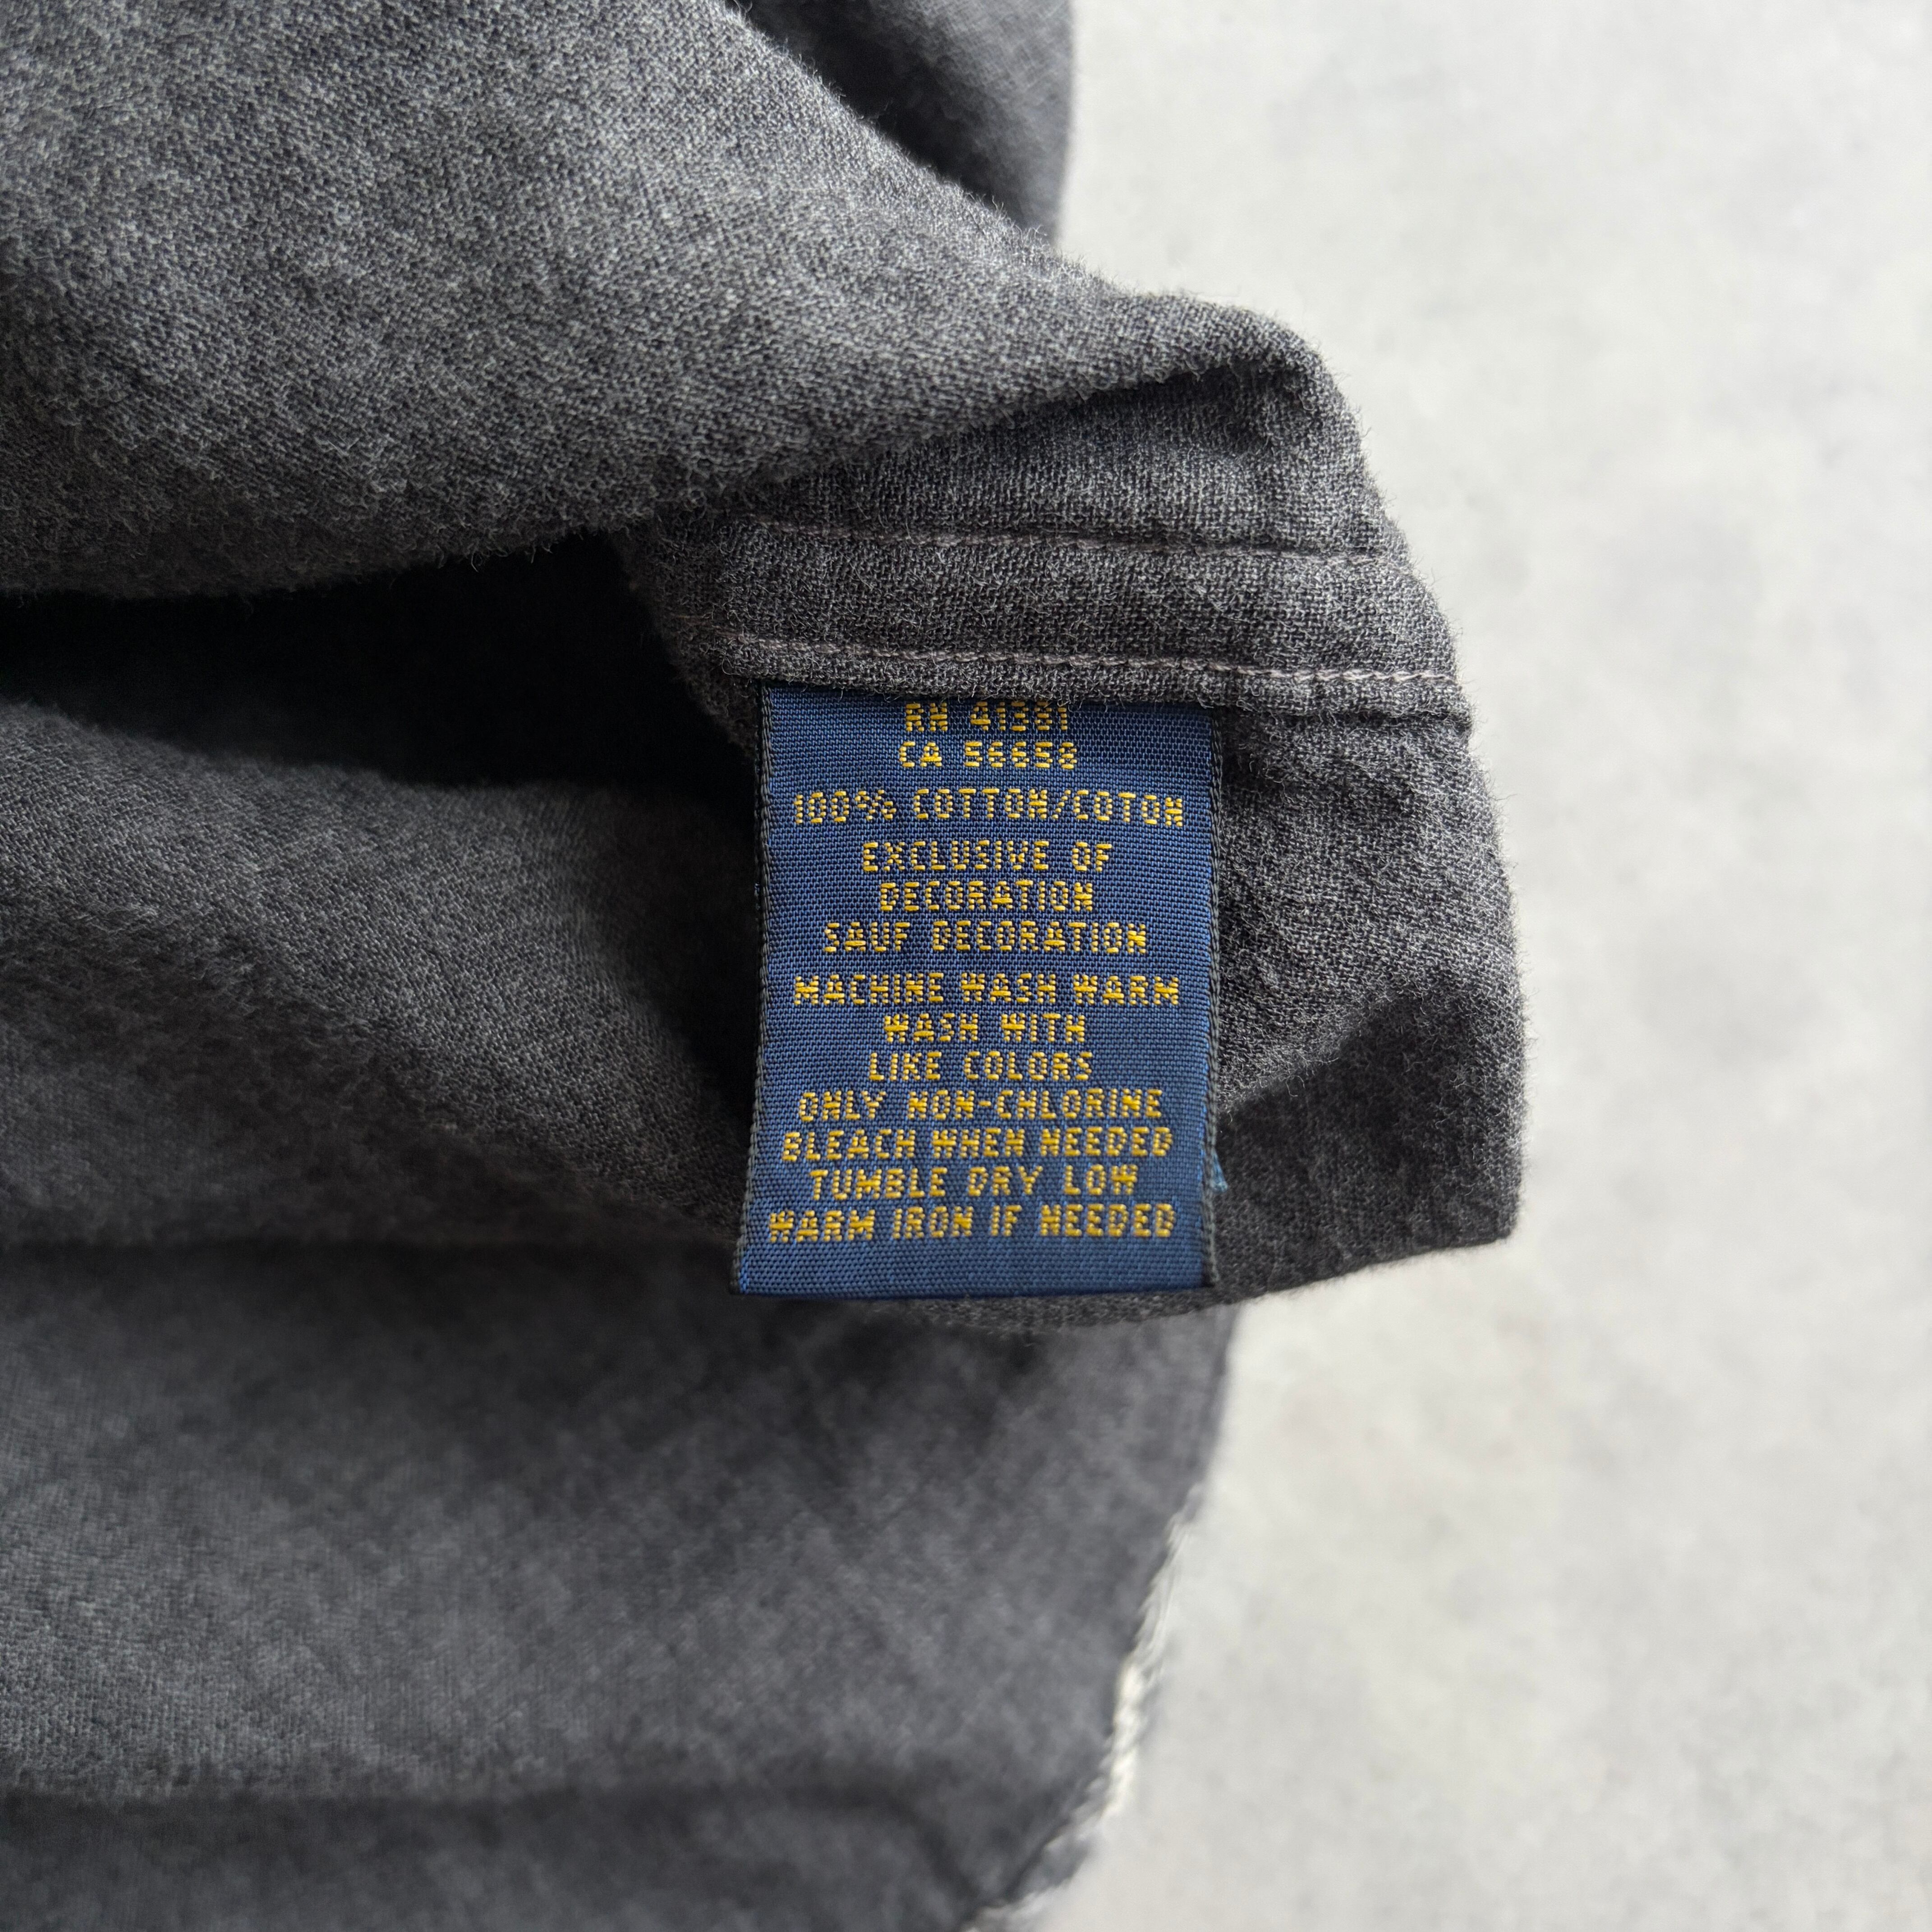 RN 41381
CA 56658
100% COTTON/COTON
EXCLUSIVE OF
DECORATION
SAUF DECORATION
MACHINE WASH WARM
WASH WITH
LIKE COLORS
ONLY NON-CHLORINE
BLEACH WHEN NEEDED
TUMBLE DRY LOW
WARM IRON IF NEEDED